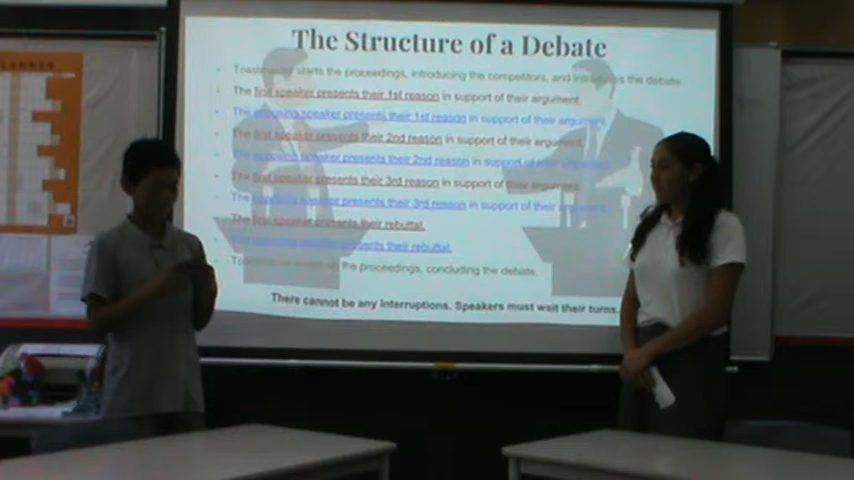 The Structure of a Debate
Toastmaster starts the proceedings, introducing the competitors, and introduces the debate.
The first speaker presents their 1st reason in support of their argument.
The opposing speaker presents their 1st reason in support of their argument.
The first speaker presents their 2nd reason in support of their argument.
The opposing speaker presents their 2nd reason in support of their argument.
The first speaker presents their 3rd reason in support of their argument.
The opposing speaker presents their 3rd reason in support of their argument.
The first speaker presents their rebuttal.
The opposing speaker presents their rebuttal.
Toastmaster the proceedings, concluding the debate.
There cannot be any interruptions. Speakers must wait their turns.